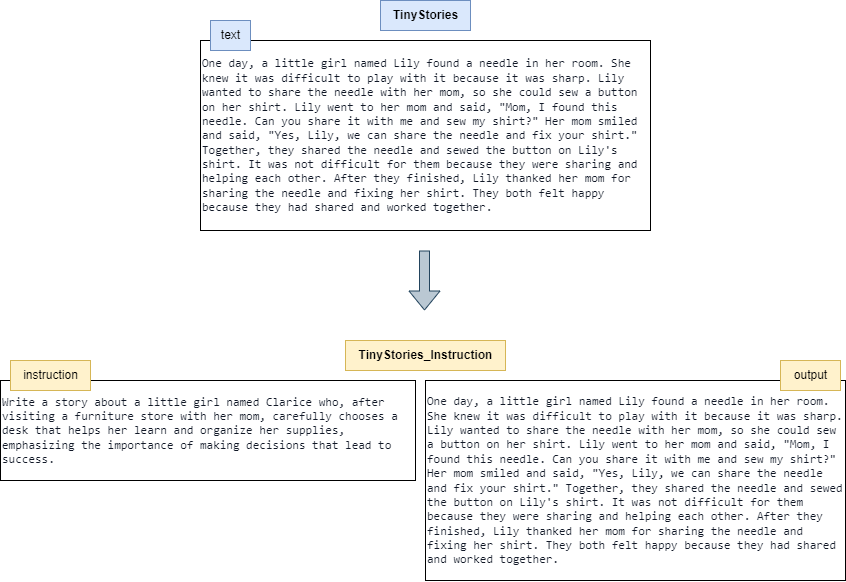 TinyStories
text
One day, a little girl named Lily found a needle in her room. She
knew it was difficult to play with it because it was sharp. Lily
wanted to share the needle with her mom, so she could sew a button
on her shirt. Lily went to her mom and said, "Mom, I found this
needle. Can you share it with me and sew my shirt?" Her mom smiled
and said, "Yes, Lily, we can share the needle and fix your shirt."
Together, they shared the needle and sewed the button on Lily's
shirt. It was not difficult for them because they were sharing and
helping each other. After they finished, Lily thanked her mom for
sharing the needle and fixing her shirt. They both felt happy
because they had shared and worked together.
TinyStories_Instruction
instruction
Write a story about a little girl named Clarice who, after
visiting a furniture store with her mom, carefully chooses a
desk that helps her learn and organize her supplies,
emphasizing the importance of making decisions that lead to
success.
output
One day, a little girl named Lily found a needle in her room.
She knew it was difficult to play with it because it was sharp.
Lily wanted to share the needle with her mom, so she could sew
a button on her shirt. Lily went to her mom and said, "Mom, I
found this needle. Can you share it with me and sew my shirt?"
Her mom smiled and said, "Yes, Lily, we can share the needle
and fix your shirt." Together, they shared the needle and sewed
the button on Lily's shirt. It was not difficult for them
because they were sharing and helping each other. After they
finished, Lily thanked her mom for sharing the needle and
fixing her shirt. They both felt happy because they had shared
and worked together.